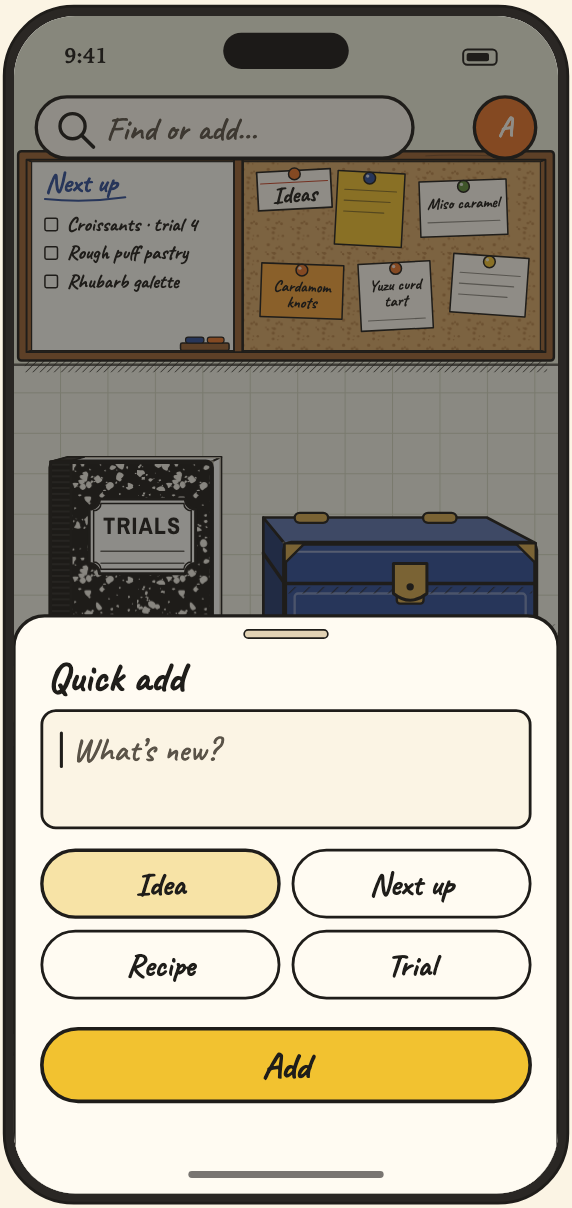 9:41
Find or add...
A
Next up
Croissants · trial 4
Rough puff pastry
Rhubarb galette
Ideas
Miso caramel
Cardamom
knots
Yuzu curd
tart
TRIALS
Quick add
What's new?
Idea
Next up
Recipe
Trial
Add